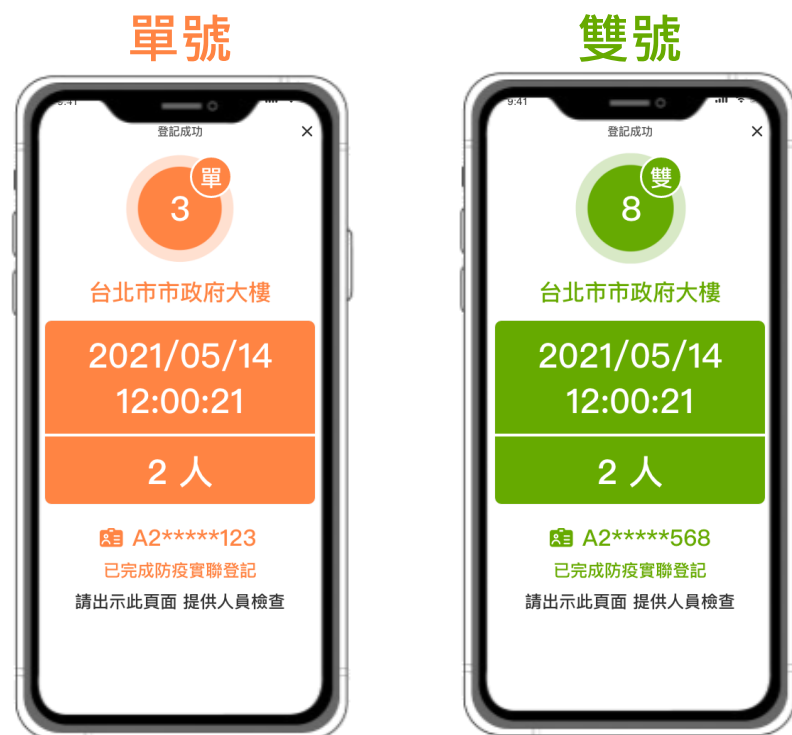 單號
9:41
登記成功
單
3
台北市市政府大樓
2021/05/14
12:00:21
2 人
A2*****123
已完成防疫實聯登記
請出示此頁面 提供人員檢查
雙號
9:41
登記成功
雙
8
台北市市政府大樓
2021/05/14
12:00:21
2 人
A2*****568
已完成防疫實聯登記
請出示此頁面 提供人員檢查